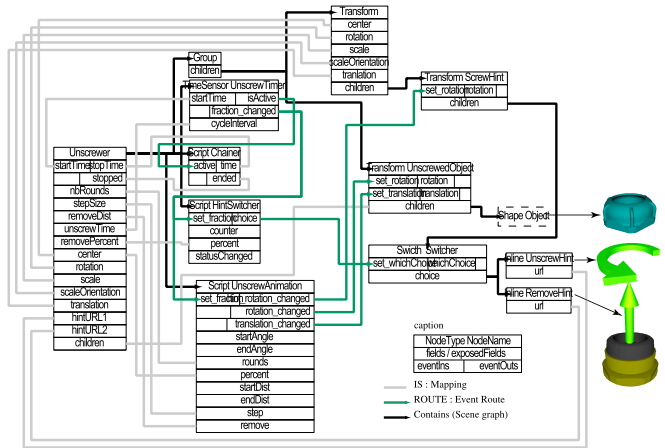 Transform
center
rotation
scale
scaleOrientation
tranlation
children
Group
children
TimeSensor UnscrewTimer
startTime isActive
fraction_changed
cycleInterval
Transform ScrewHint
set_rotation rotation
children
Unscrewer
startTime stopTime
stopped
nbRounds
stepSize
removeDist
unscrewTime
removePercent
center
rotation
scale
scaleOrientation
translation
hintURL1
hintURL2
children
Script Chainer
active time
ended
Script HintSwitcher
set_fraction choice
counter
percent
statusChanged
Transform UnscrewedObject
set_rotation rotation
set_translation translation
children
Shape Object
Swicth Switcher
set_whichChoice whichChoice
choice
Inline UnscrewHint
url
Inline RemoveHint
url
Script UnscrewAnimation
set_fraction rotation_changed
rotation_changed
translation_changed
startAngle
endAngle
rounds
percent
startDist
endDist
step
remove
caption
NodeType NodeName
fields / exposedFields
eventIns eventOuts
IS : Mapping
ROUTE : Event Route
Contains (Scene graph)